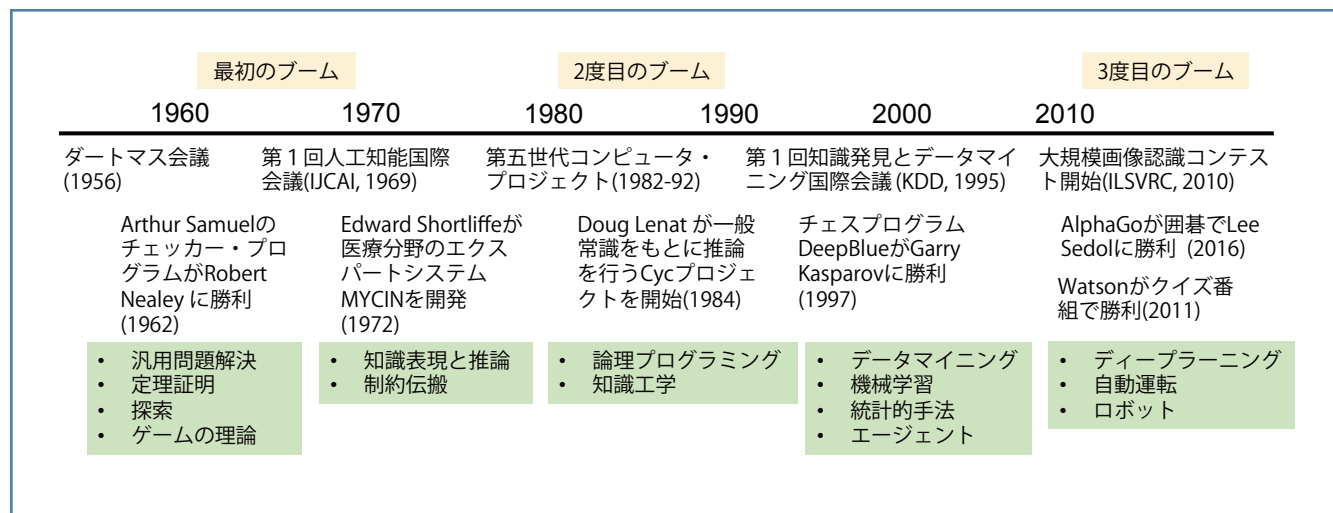 最初のブーム
2度目のブーム
3度目のブーム
1960
1970
1980
1990
2000
2010
ダートマス会議
(1956)
第１回人工知能国際
会議(IJCAI, 1969)
第五世代コンピュータ・
プロジェクト(1982-92)
第１回知識発見とデータマイ
ニング国際会議 (KDD, 1995)
大規模画像認識コンテス
ト開始(ILSVRC, 2010)
Arthur Samuelの
チェッカー・プロ
グラムがRobert
Nealey に勝利
(1962)
Edward Shortliffeが
医療分野のエクス
パートシステム
MYCINを開発
(1972)
Doug Lenat が一般
常識をもとに推論
を行うCycプロジェ
クトを開始(1984)
チェスプログラム
DeepBlueがGarry
Kasparovに勝利
(1997)
AlphaGoが囲碁でLee
Sedolに勝利 (2016)
Watsonがクイズ番
組で勝利(2011)
• 汎用問題解決
• 定理証明
• 探索
• ゲームの理論
• 知識表現と推論
• 制約伝搬
• 論理プログラミング
• 知識工学
• データマイニング
• 機械学習
• 統計的手法
• エージェント
• ディープラーニング
• 自動運転
• ロボット